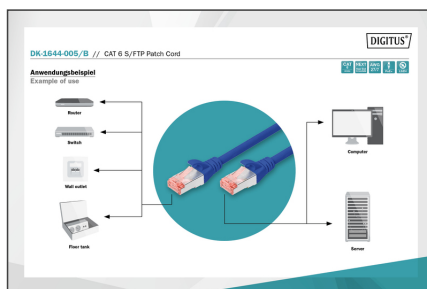 DIGITUS®
DK-1644-005/B // CAT 6 S/FTP Patch Cord
Anwendungsbeispiel
Example of use
Router
Switch
Wall outlet
Floor tank
Computer
Server